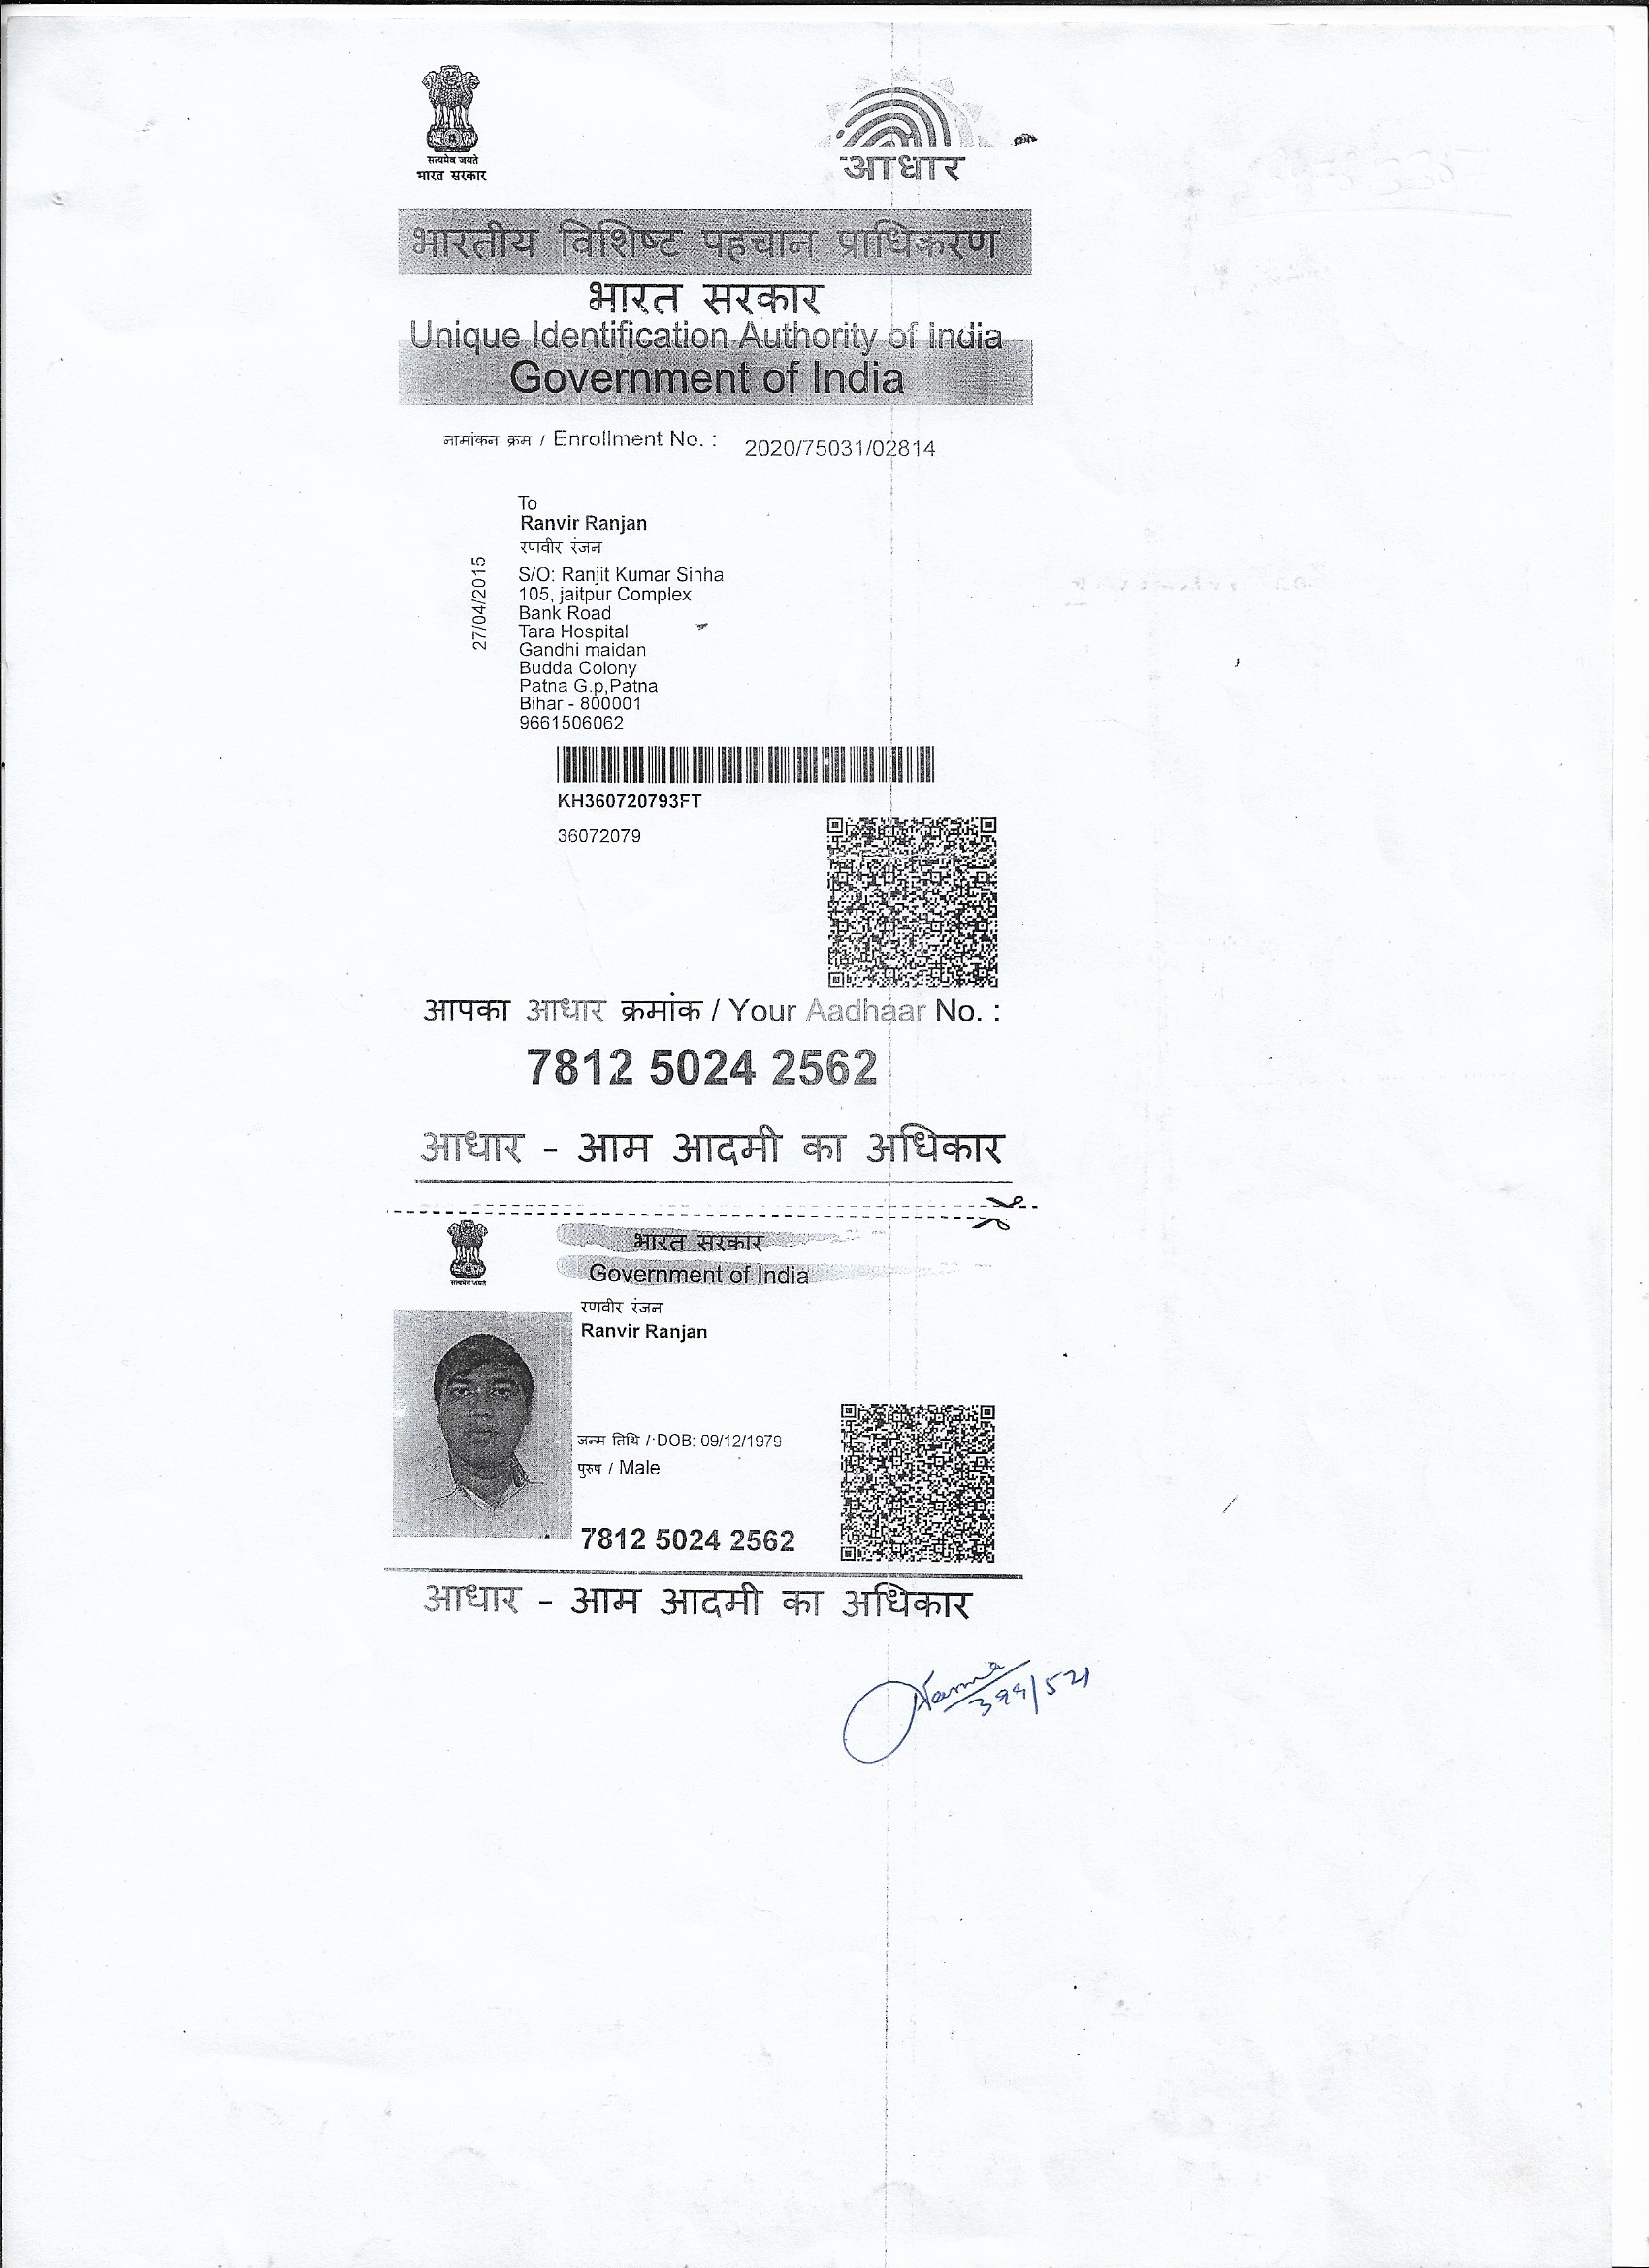 सत्यमेव जयते
भारत सरकार
आधार
भारतीय विशिष्ट पहचान प्राधिकरण
भारत सरकार
Unique Identification Authority of India
Government of India
नामांकन क्रम / Enrollment No. : 2020/75031/02814
27/04/2015
To
Ranvir Ranjan
रणवीर रंजन
S/O: Ranjit Kumar Sinha
105, jaitpur Complex
Bank Road
Tara Hospital
Gandhi maidan
Budda Colony
Patna G.p,Patna
Bihar - 800001
9661506062
KH360720793FT
36072079
आपका आधार क्रमांक / Your Aadhaar No. :
7812 5024 2562
आधार - आम आदमी का अधिकार
सत्यमेव जयते
भारत सरकार
Government of India
रणवीर रंजन
Ranvir Ranjan
जन्म तिथि / DOB: 09/12/1979
पुरुष / Male
7812 5024 2562
आधार - आम आदमी का अधिकार